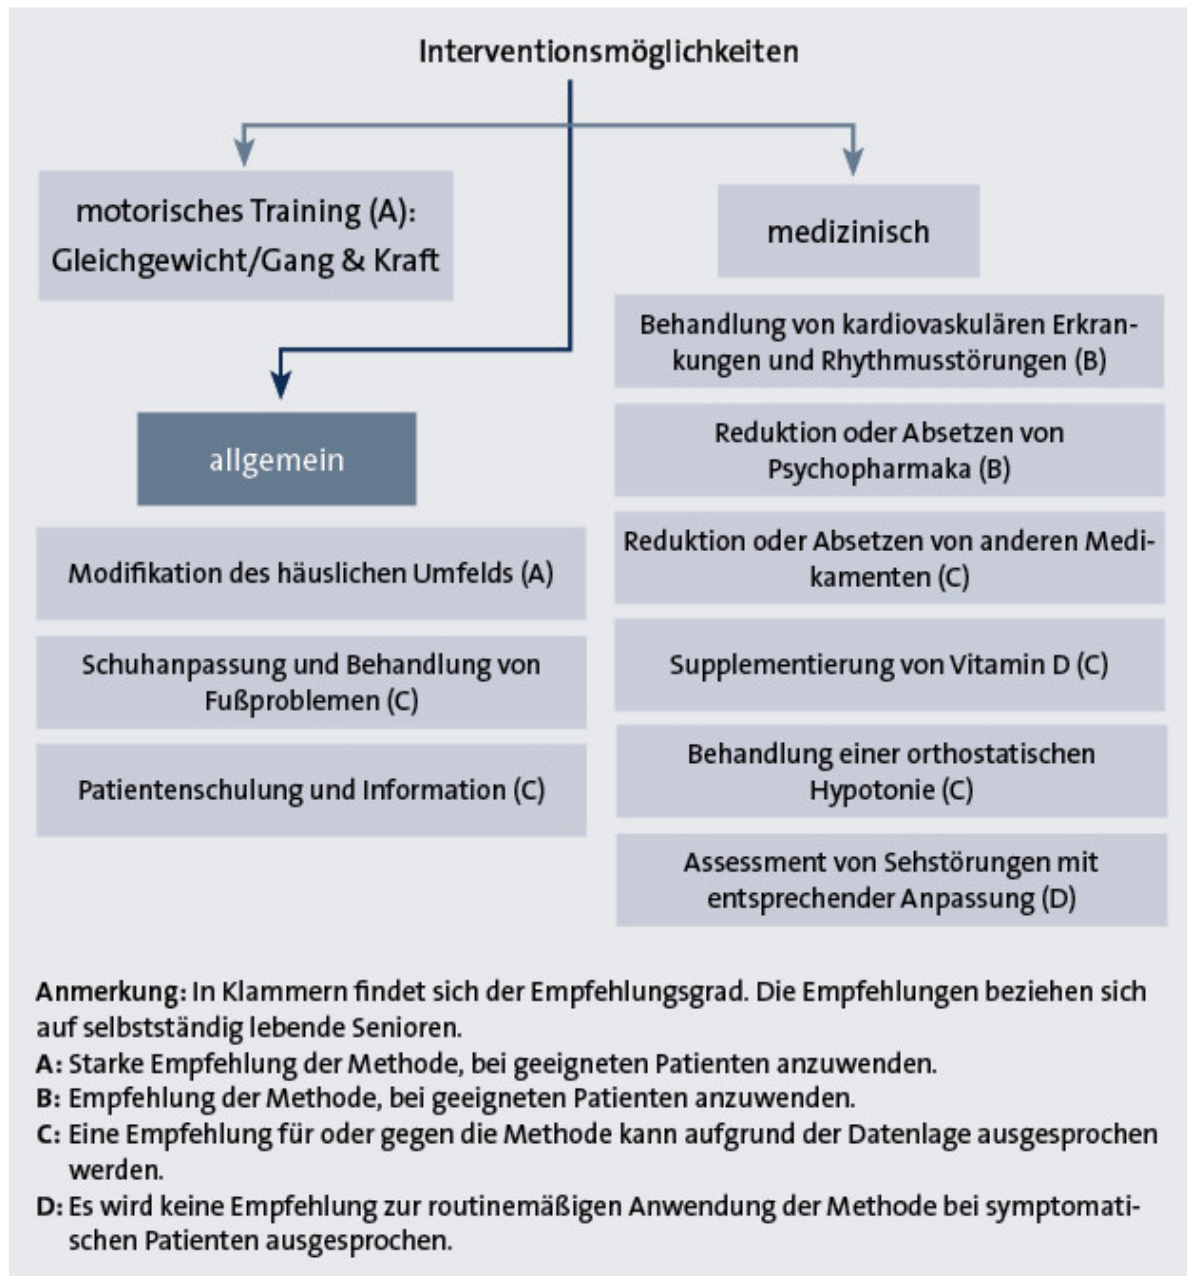 Interventionsmöglichkeiten
motorisches Training (A):
Gleichgewicht/Gang & Kraft
allgemein
Modifikation des häuslichen Umfelds (A)
Schuhanpassung und Behandlung von
Fußproblemen (C)
Patientenschulung und Information (C)
medizinisch
Behandlung von kardiovaskulären Erkran-
kungen und Rhythmusstörungen (B)
Reduktion oder Absetzen von
Psychopharmaka (B)
Reduktion oder Absetzen von anderen Medi-
kamenten (C)
Supplementierung von Vitamin D (C)
Behandlung einer orthostatischen
Hypotonie (C)
Assessment von Sehstörungen mit
entsprechender Anpassung (D)
Anmerkung: In Klammern findet sich der Empfehlungsgrad. Die Empfehlungen beziehen sich
auf selbstständig lebende Senioren.
A: Starke Empfehlung der Methode, bei geeigneten Patienten anzuwenden.
B: Empfehlung der Methode, bei geeigneten Patienten anzuwenden.
C: Eine Empfehlung für oder gegen die Methode kann aufgrund der Datenlage ausgesprochen
werden.
D: Es wird keine Empfehlung zur routinemäßigen Anwendung der Methode bei symptomati-
schen Patienten ausgesprochen.